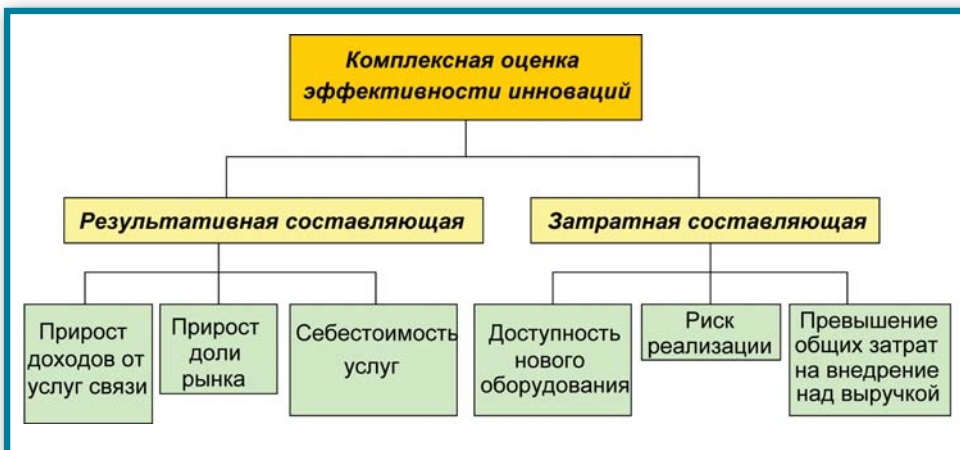 Комплексная оценка
эффективности инноваций
Результативная составляющая
Затратная составляющая
Прирост
доходов от
услуг связи
Прирост
доли
рынка
Себестоимость
услуг
Доступность
нового
оборудования
Риск
реализации
Превышение
общих затрат
на внедрение
над выручкой